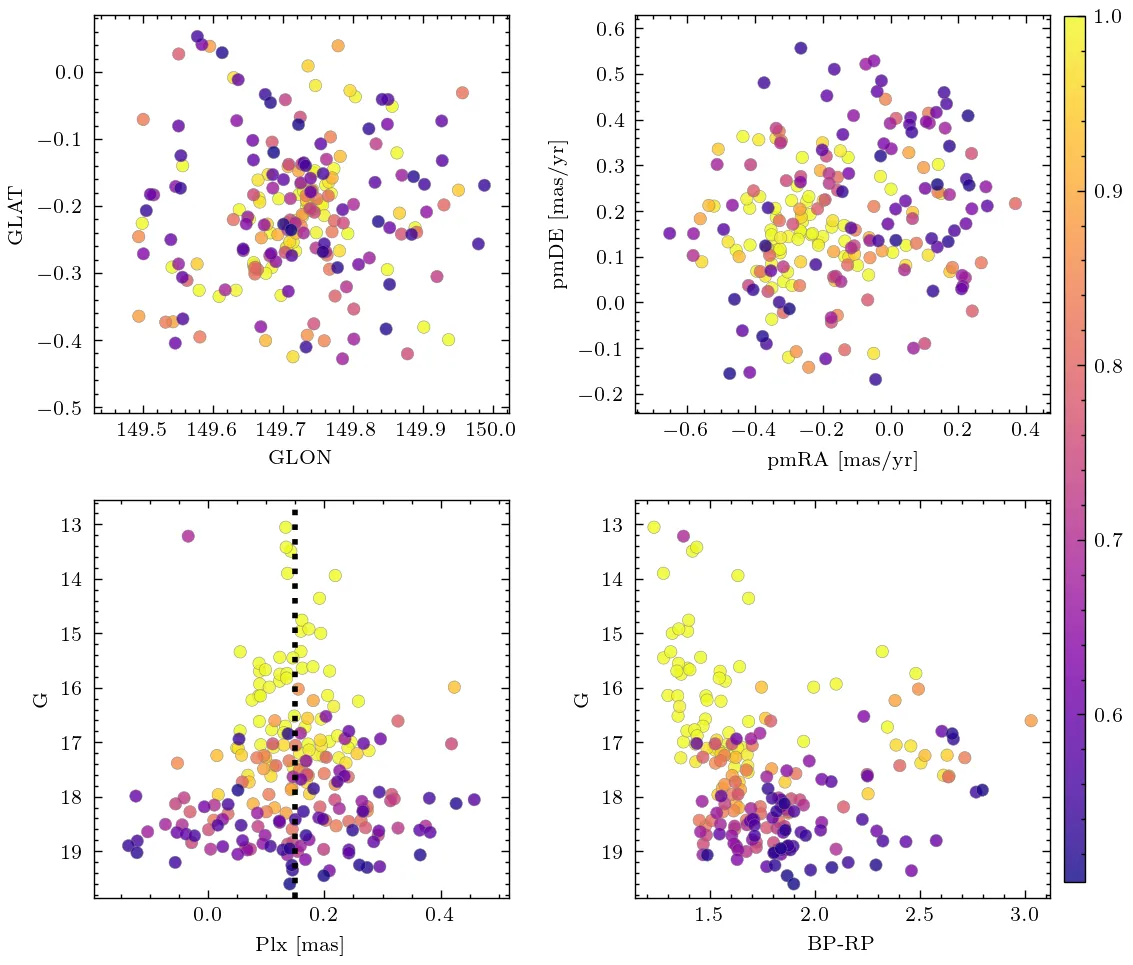 0.0
−0.1
−0.2
−0.3
−0.4
−0.5
GLAT
149.5 149.6 149.7 149.8 149.9 150.0
GLON
0.6
0.5
0.4
0.3
0.2
0.1
0.0
−0.1
−0.2
pmDE [mas/yr]
−0.6 −0.4 −0.2 0.0 0.2 0.4
pmRA [mas/yr]
1.0
0.9
0.8
0.7
0.6
13
14
15
16
17
18
19
G
0.0 0.2 0.4
Plx [mas]
13
14
15
16
17
18
19
G
1.5 2.0 2.5 3.0
BP-RP